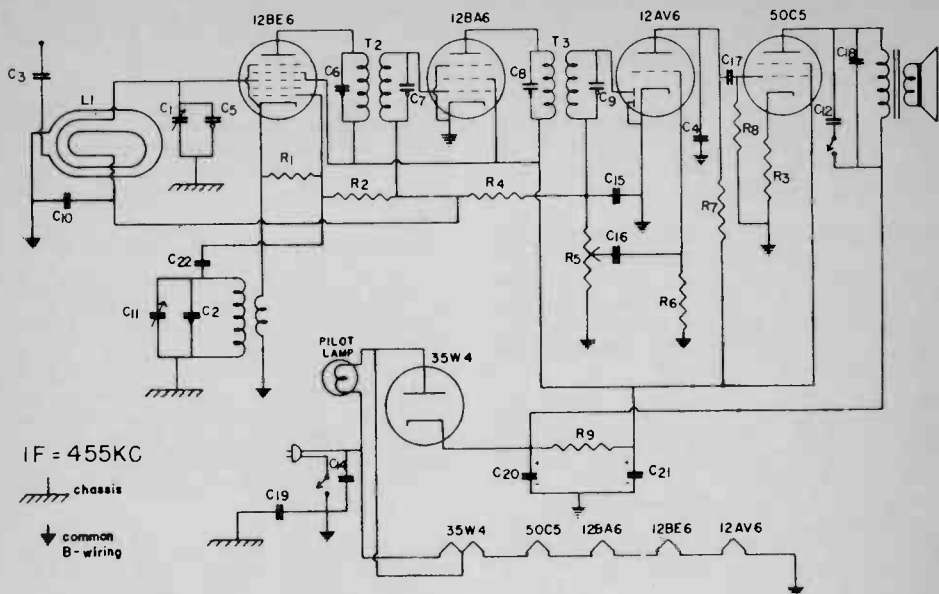 12BE6
12BA6
12AV6
50C5
C3
L1
C1
C5
C6
T2
C7
C8
T3
C9
C4
C17
R8
C12
C18
R3
R1
R2
R4
C15
R7
C10
C16
R5
R6
C22
C11
C2
PILOT
LAMP
35W4
R9
C20
C21
C14
C19
IF = 455KC
chassis
common
B-wiring
35W4
50C5
12BA6
12BE6
12AV6